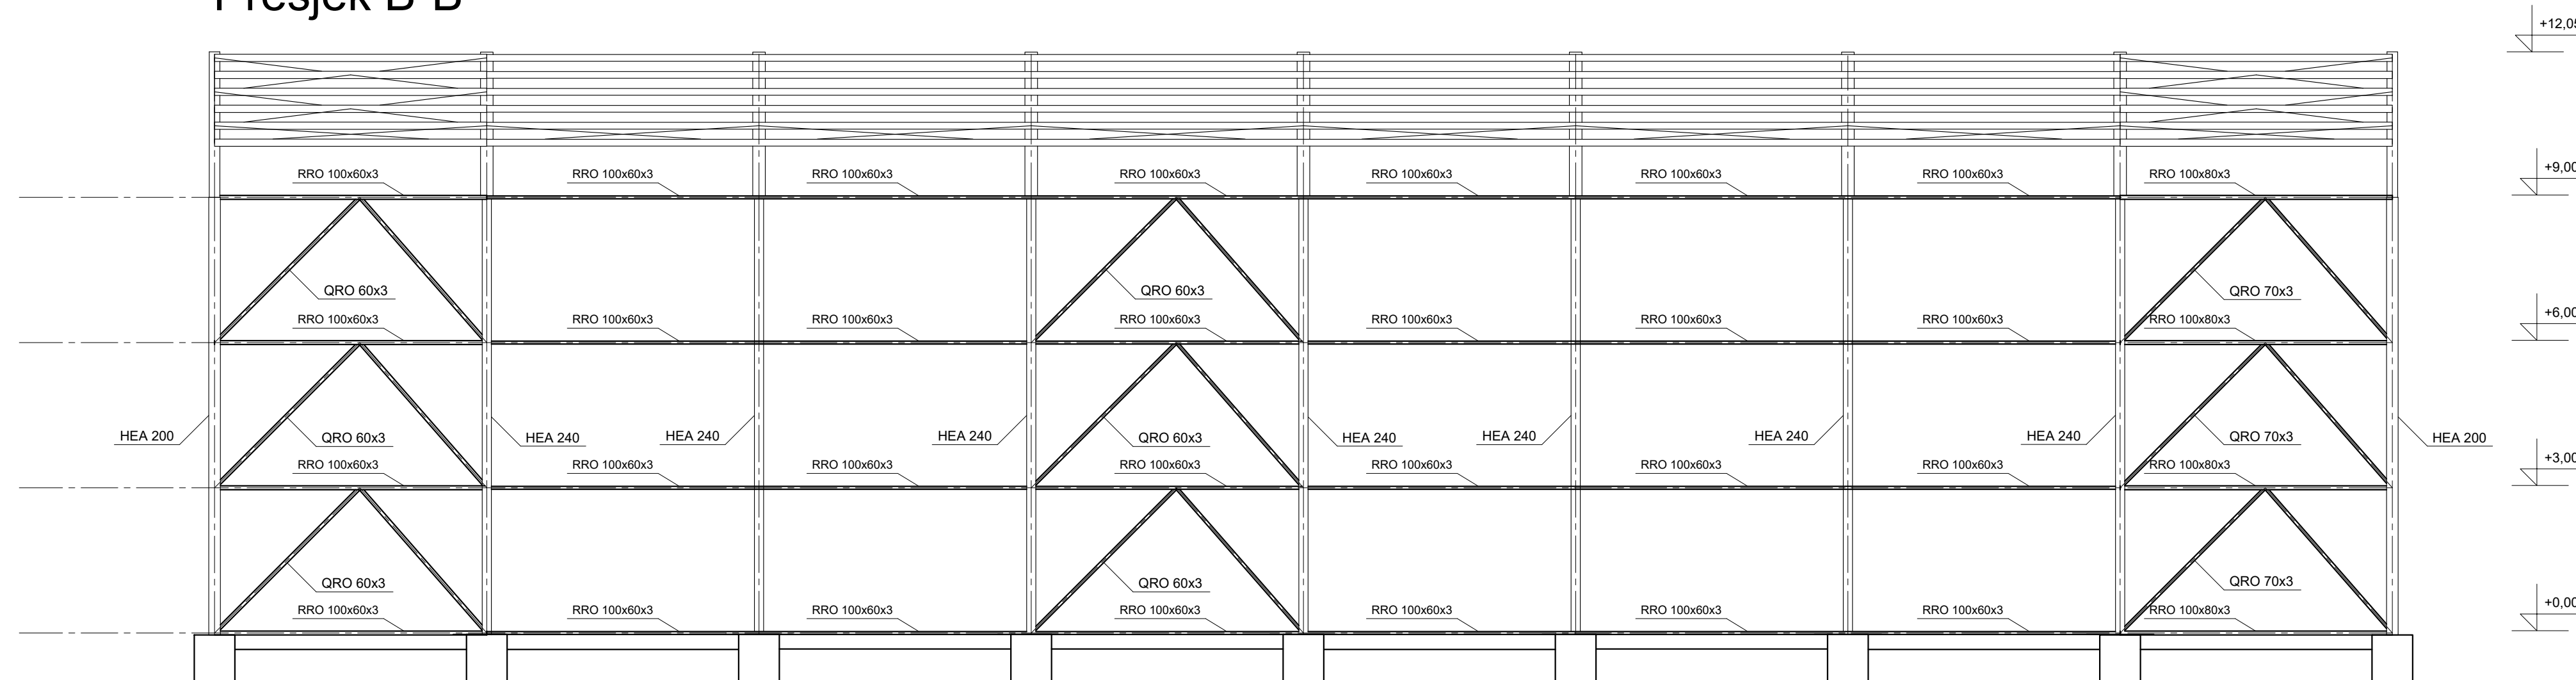 Presjek B-B
+12,05
RRO 100x60x3 RRO 100x60x3 RRO 100x60x3 RRO 100x60x3 RRO 100x60x3 RRO 100x60x3 RRO 100x60x3 RRO 100x80x3 +9,00
QRO 60x3 QRO 60x3 QRO 70x3
RRO 100x60x3 RRO 100x60x3 RRO 100x60x3 RRO 100x60x3 RRO 100x60x3 RRO 100x60x3 RRO 100x60x3 RRO 100x80x3 +6,00
HEA 200 QRO 60x3 HEA 240 HEA 240 HEA 240 QRO 60x3 HEA 240 HEA 240 HEA 240 HEA 240 QRO 70x3 HEA 200
RRO 100x60x3 RRO 100x60x3 RRO 100x60x3 RRO 100x60x3 RRO 100x60x3 RRO 100x60x3 RRO 100x60x3 RRO 100x80x3 +3,00
QRO 60x3 QRO 60x3 QRO 70x3
RRO 100x60x3 RRO 100x60x3 RRO 100x60x3 RRO 100x60x3 RRO 100x60x3 RRO 100x60x3 RRO 100x60x3 RRO 100x80x3 +0,00